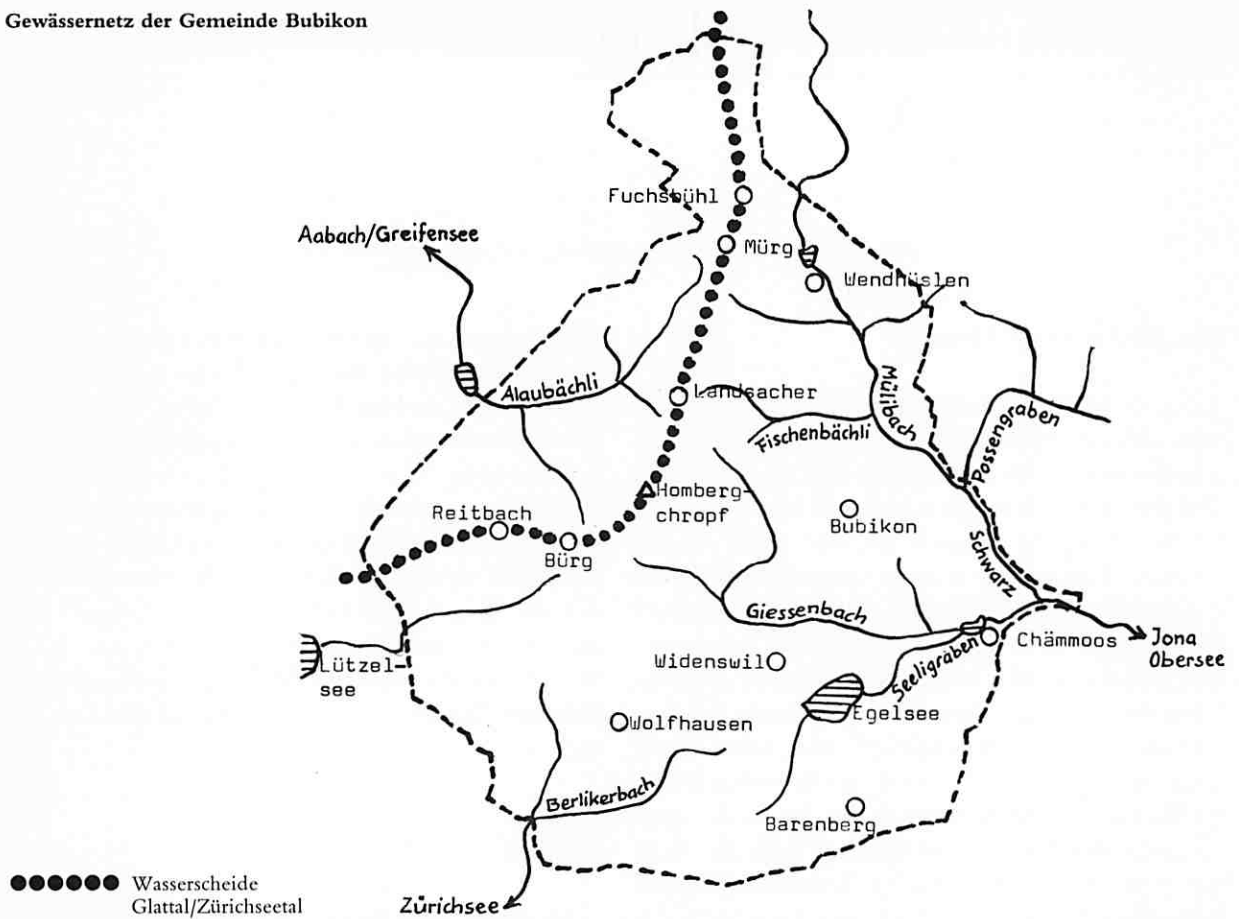 Gewässernetz der Gemeinde Bubikon
Fuchsbühl
Aabach/Greifensee
Mürg
Wendhüslen
Alaubächli
Landsacher
Mülibach
Fischenbächli
Possengraben
Homberg-
chropf
Reitbach
Bubikon
Bürg
Schwarz
Giessenbach
Chämmoos
Jona
Obersee
Lützel-
see
Widenswil
Seeligraben
Egelsee
Wolfhausen
Berlikerbach
Barenberg
Wasserscheide
Glattal/Zürichseetal
Zürichsee